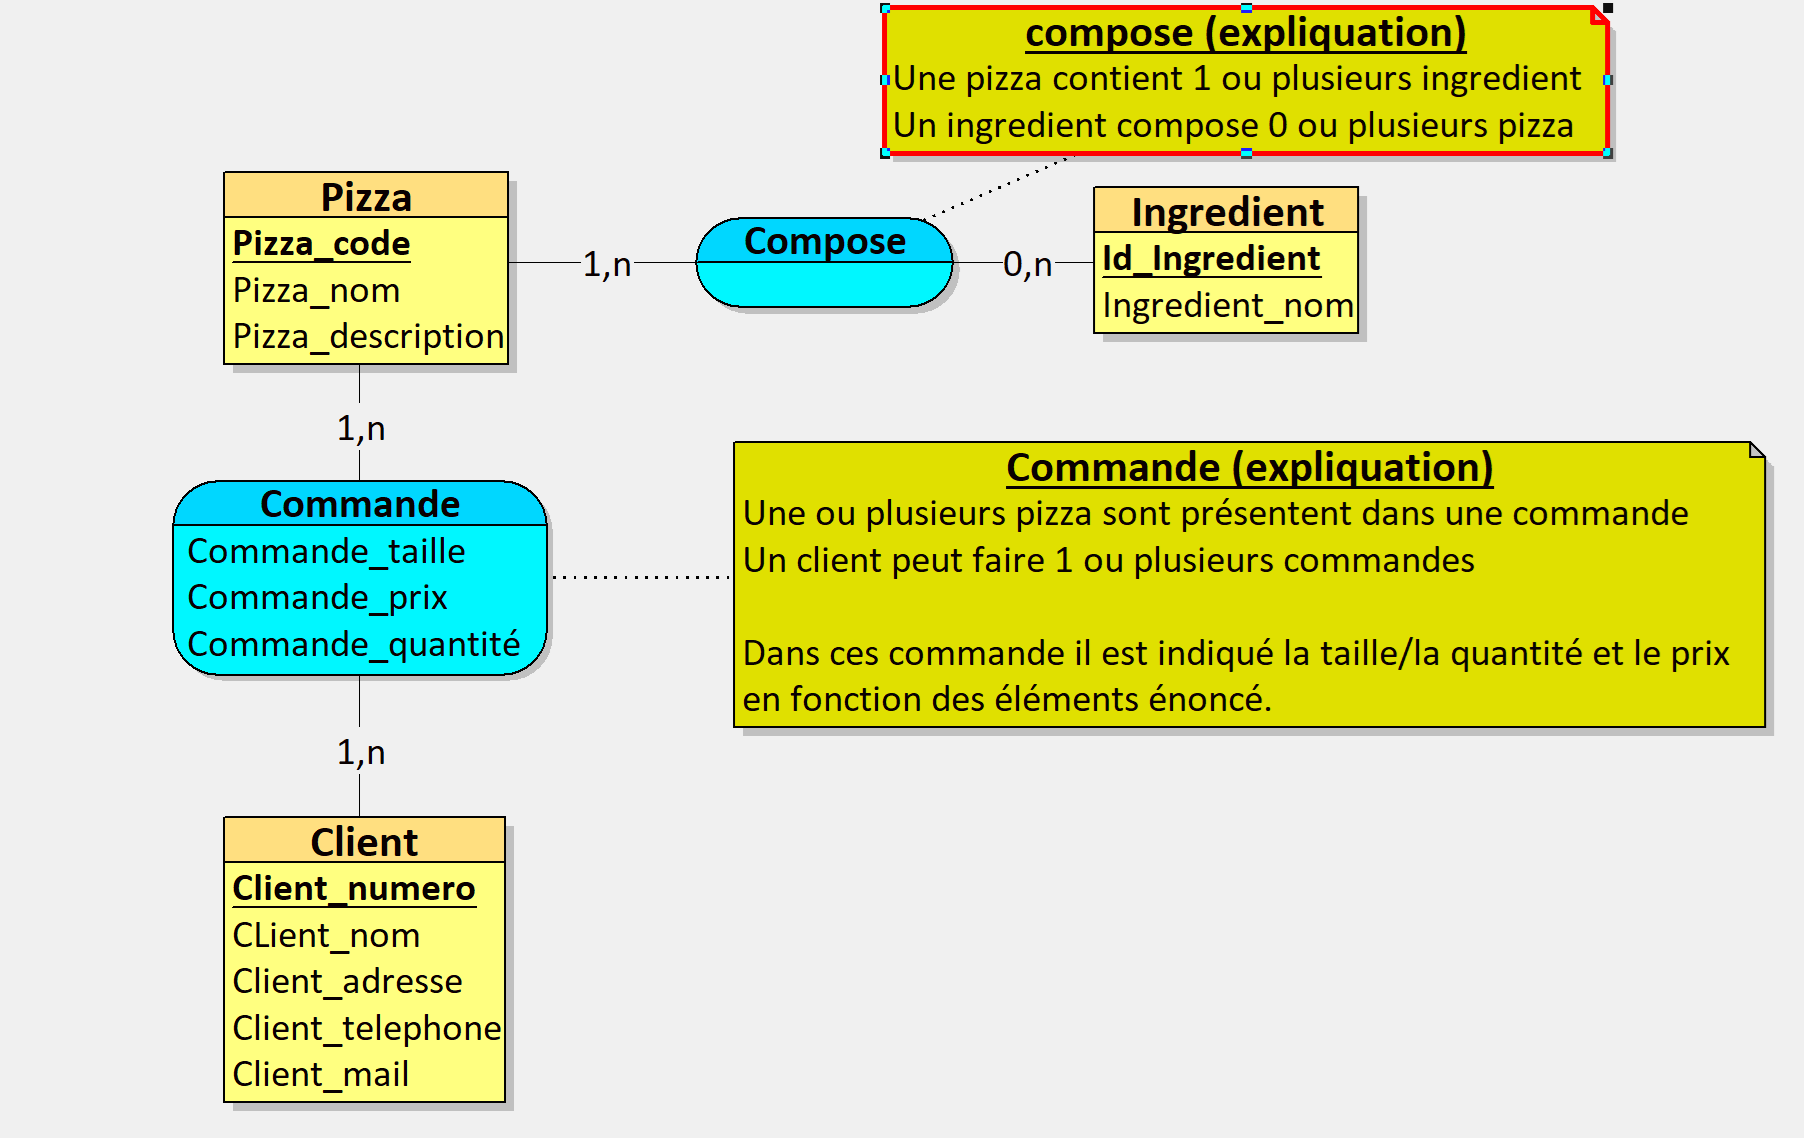 compose (expliquation)
Une pizza contient 1 ou plusieurs ingredient
Un ingredient compose 0 ou plusieurs pizza
Pizza
Pizza_code
Pizza_nom
Pizza_description
1,n
Compose
0,n
Ingredient
Id_Ingredient
Ingredient_nom
1,n
Commande
Commande_taille
Commande_prix
Commande_quantité
Commande (expliquation)
Une ou plusieurs pizza sont présentent dans une commande
Un client peut faire 1 ou plusieurs commandes
Dans ces commande il est indiqué la taille/la quantité et le prix
en fonction des éléments énoncé.
1,n
Client
Client_numero
CLient_nom
Client_adresse
Client_telephone
Client_mail